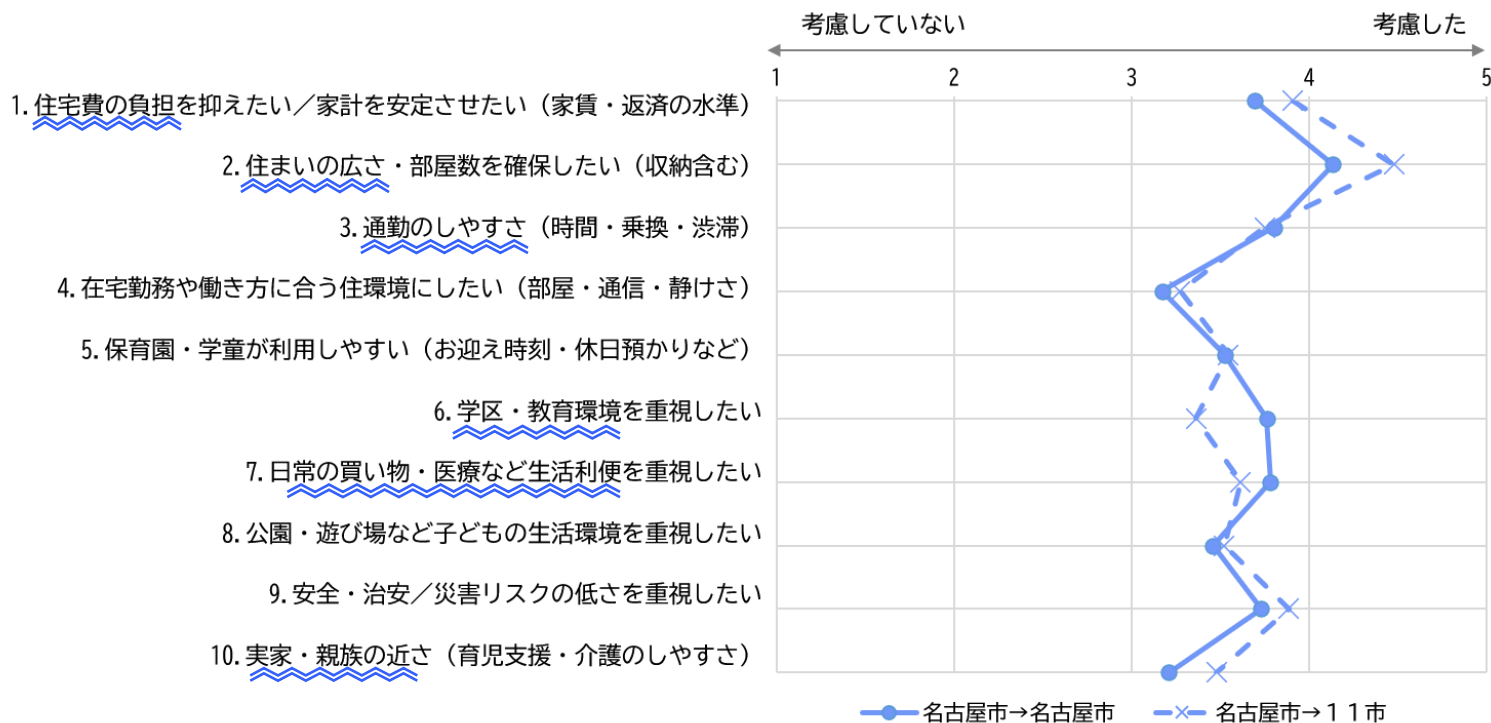 考慮していない 考慮した
1 2 3 4 5
1.住宅費の負担を抑えたい／家計を安定させたい（家賃・返済の水準）
2.住まいの広さ・部屋数を確保したい（収納含む）
3.通勤のしやすさ（時間・乗換・渋滞）
4.在宅勤務や働き方に合う住環境にしたい（部屋・通信・静けさ）
5.保育園・学童が利用しやすい（お迎え時刻・休日預かりなど）
6.学区・教育環境を重視したい
7.日常の買い物・医療など生活利便を重視したい
8.公園・遊び場など子どもの生活環境を重視したい
9.安全・治安／災害リスクの低さを重視したい
10.実家・親族の近さ（育児支援・介護のしやすさ）
名古屋市→名古屋市 名古屋市→１１市